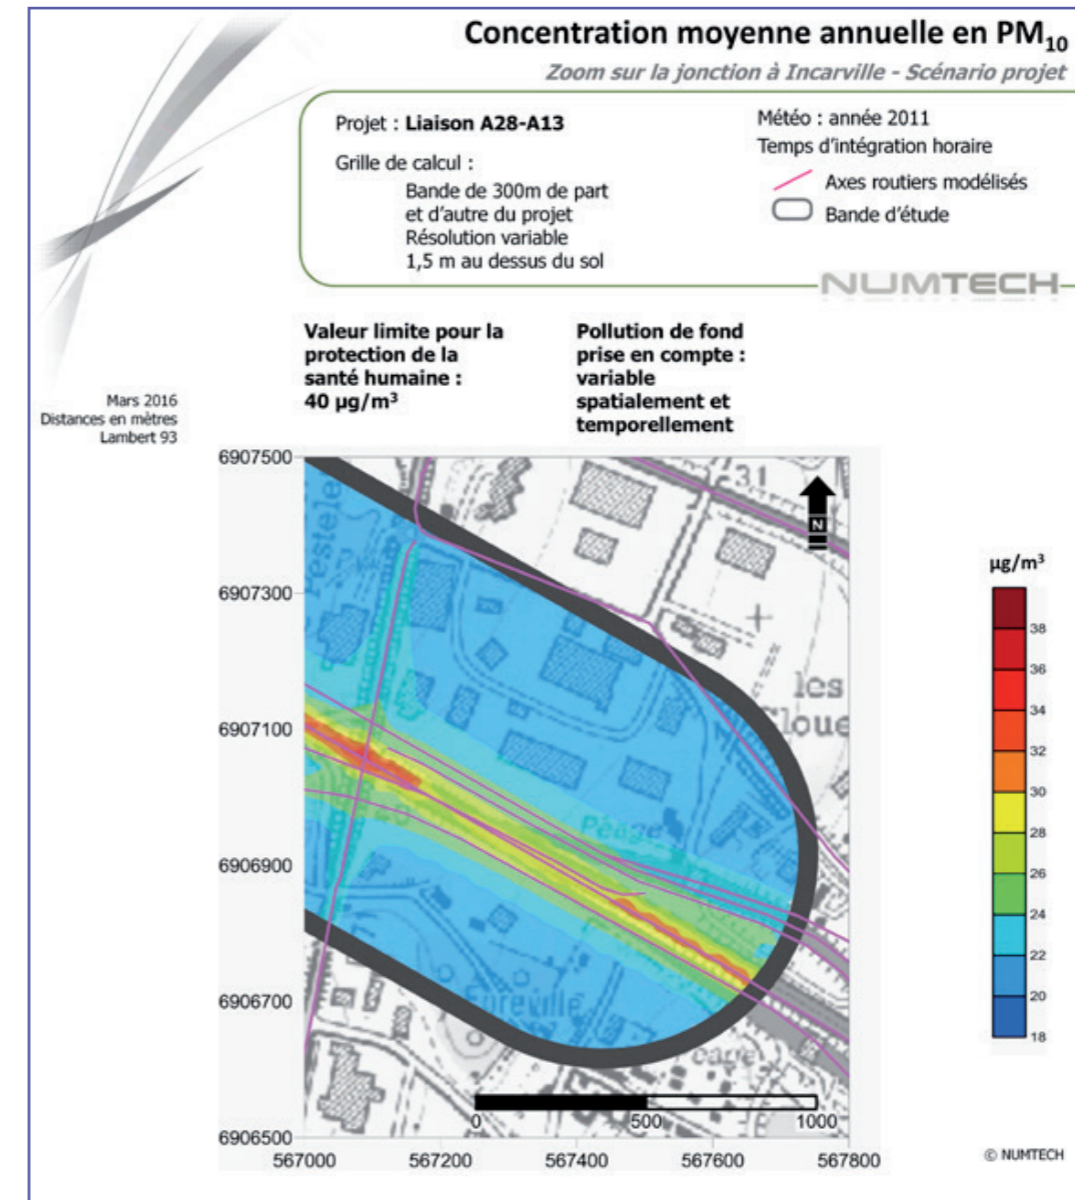 Concentration moyenne annuelle en PM10
Zoom sur la jonction à Incarville - Scénario projet
Projet : Liaison A28-A13
Grille de calcul :
Bande de 300m de part
et d'autre du projet
Résolution variable
1,5 m au dessus du sol
Météo : année 2011
Temps d'intégration horaire
Axes routiers modélisés
Bande d'étude
NUMTECH
Valeur limite pour la
protection de la
santé humaine :
40 µg/m³
Pollution de fond
prise en compte :
variable
spatialement et
temporellement
Mars 2016
Distances en mètres
Lambert 93
6907500
6907300
6907100
6906900
6906700
6906500
567000
567200
567400
567600
567800
31
N
les
Péage
0
500
1000
µg/m³
38
36
34
32
30
28
26
24
22
20
18
© NUMTECH